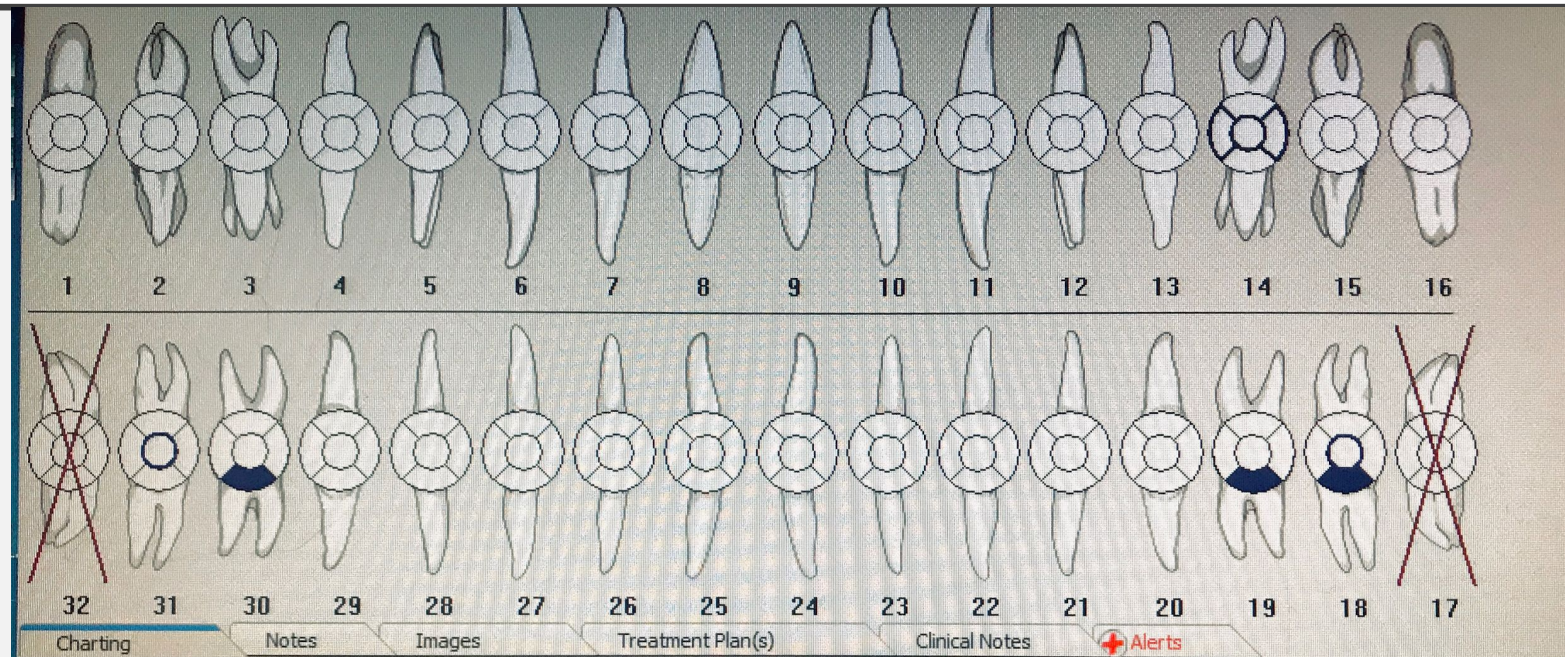 1 2 3 4 5 6 7 8 9 10 11 12 13 14 15 16
32 31 30 29 28 27 26 25 24 23 22 21 20 19 18 17
Charting Notes Images Treatment Plan(s) Clinical Notes Alerts